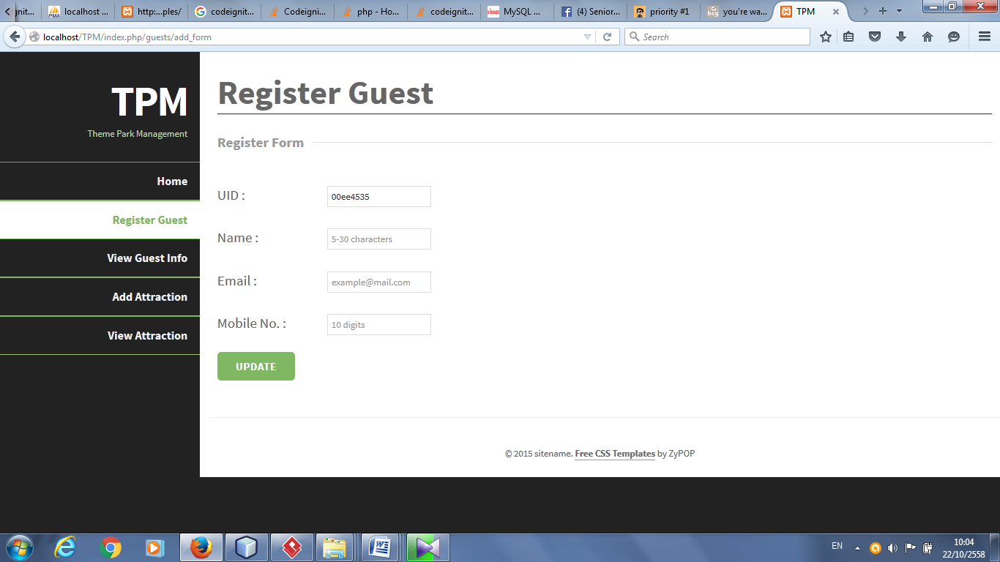 gnit...
localhost ...
http:...ples/
codeignit...
Codeigni...
php - Ho...
codeignit...
MySQL ...
(4) Senior...
priority #1
you're wa...
TPM
localhost/TPM/index.php/guests/add_form
Search
TPM
Theme Park Management
Home
Register Guest
View Guest Info
Add Attraction
View Attraction
Register Guest
Register Form
UID :
00ee4535
Name :
5-30 characters
Email :
example@mail.com
Mobile No. :
10 digits
UPDATE
© 2015 sitename. Free CSS Templates by ZyPOP
EN
10:04
22/10/2558